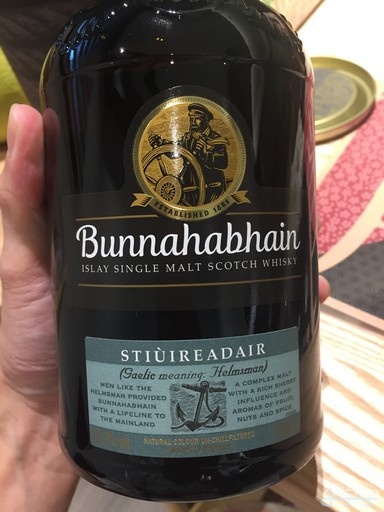 ESTABLISHED 1881
Bunnahabhain
ISLAY SINGLE MALT SCOTCH WHISKY
STIÙIREADAIR
(Gaelic meaning: Helmsman)
MEN LIKE THE
HELMSMAN PROVIDED
BUNNAHABHAIN
WITH A LIFELINE TO
THE MAINLAND
A COMPLEX MALT
WITH A RICH SHERRY
INFLUENCE AND
AROMAS OF FRUIT,
NUTS AND SPICE
NATURAL COLOUR UN-CHILLFILTERED